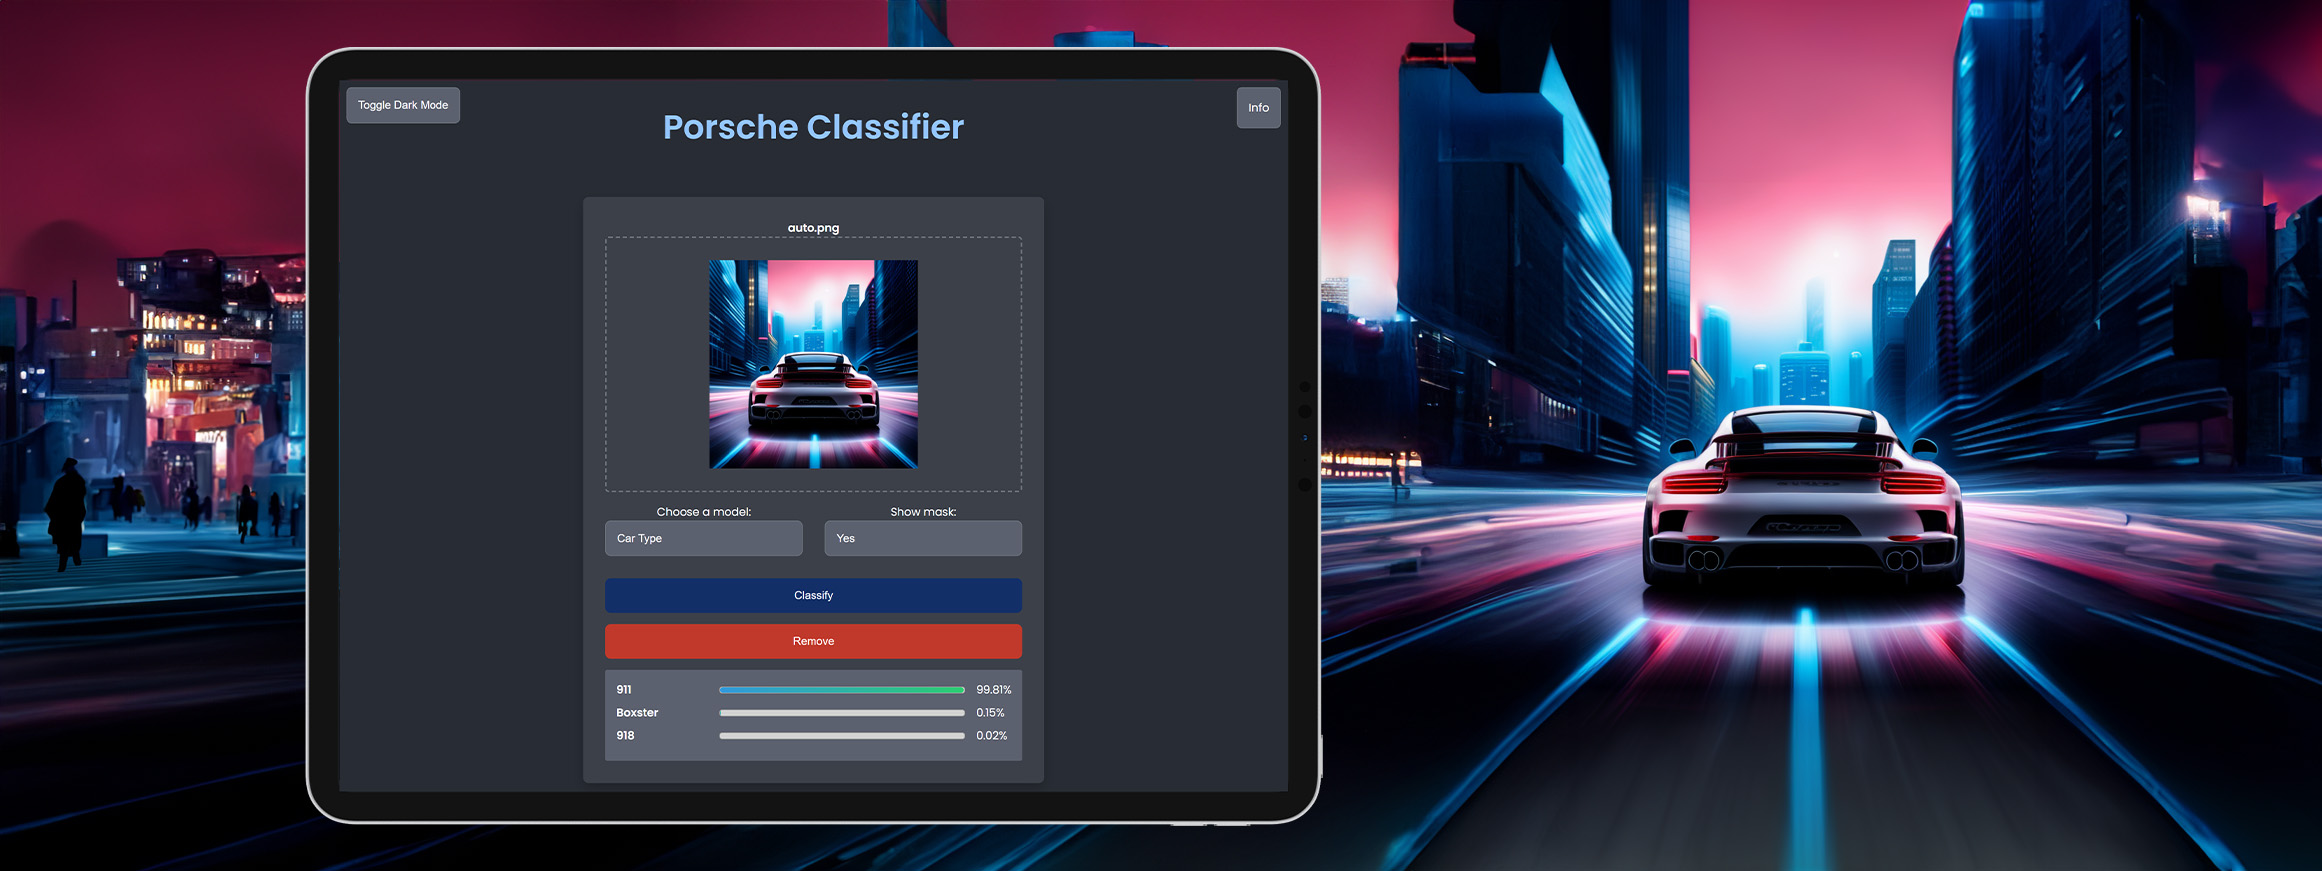 Toggle Dark Mode
Info
Porsche Classifier
auto.png
Choose a model:
Show mask:
Car Type
Yes
Classify
Remove
911 99.81%
Boxster 0.15%
918 0.02%